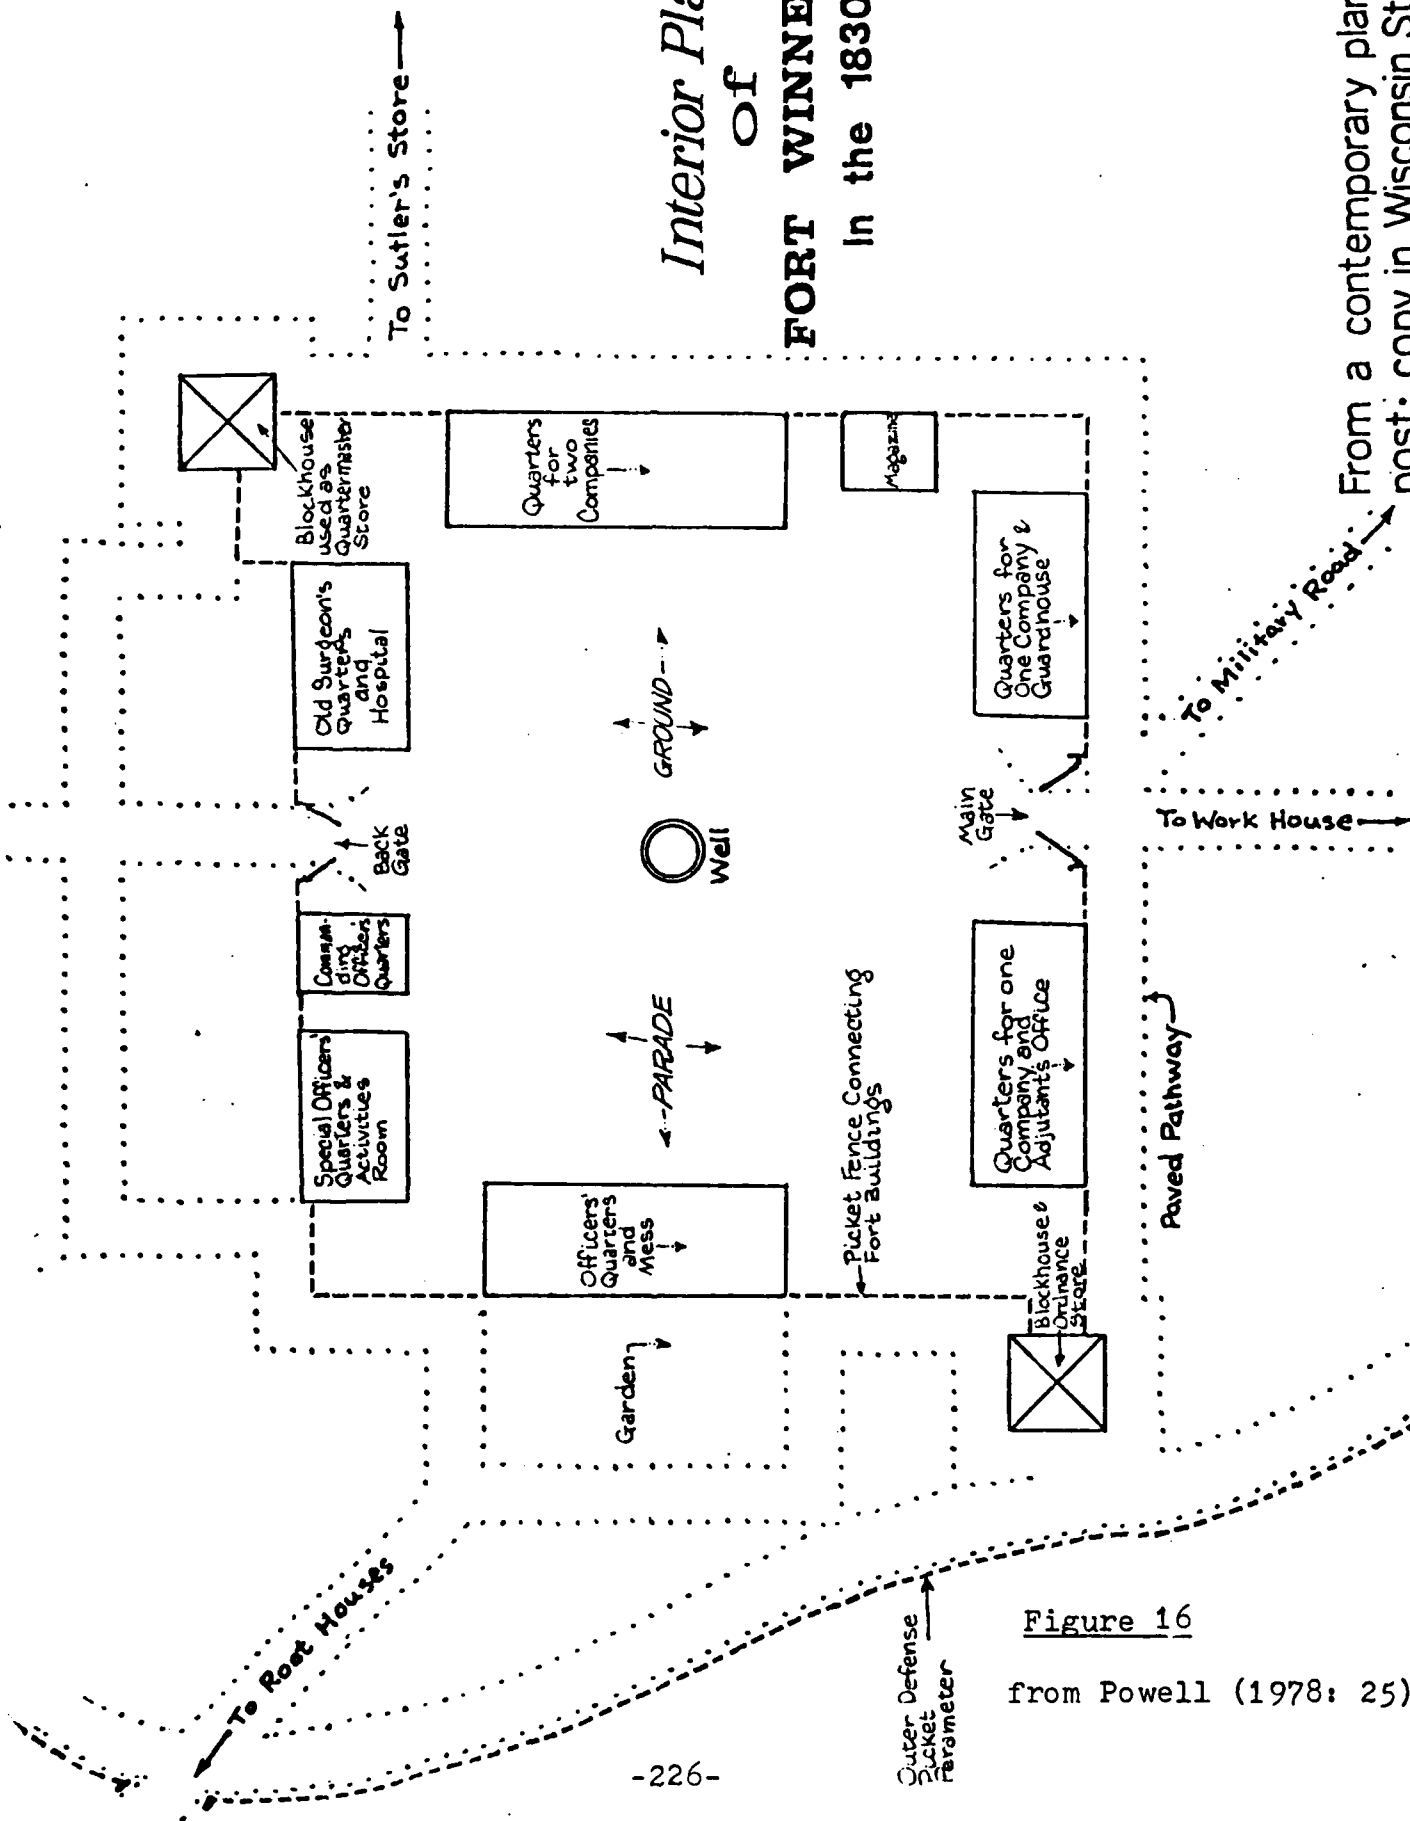 Interior Pla
Of
FORT WINNE
In the 1830
From a contemporary plan
post; copy in Wisconsin St
To Sutler's Store
Blockhouse
used as
Quartermaster
Store
Quarters
for
two
Companies
Magazine
Old Surgeon's
Quarters
and
Hospital
Quarters for
One Company &
Guardhouse
To Military Road
GROUND
Back
Gate
Well
Main
Gate
To Work House
Comman-
ding
Officers
Quarters
Special Officers'
Quarters &
Activities
Room
PARADE
Quarters for one
Company and
Adjutant's Office
Picket Fence Connecting
Fort Buildings
Paved Pathway
Officers'
Quarters
and
Mess
Blockhouse &
Ordnance
Store
Garden
To Root Houses
Outer Defense
Picket
Perameter
Figure 16
from Powell (1978: 25)
-226-